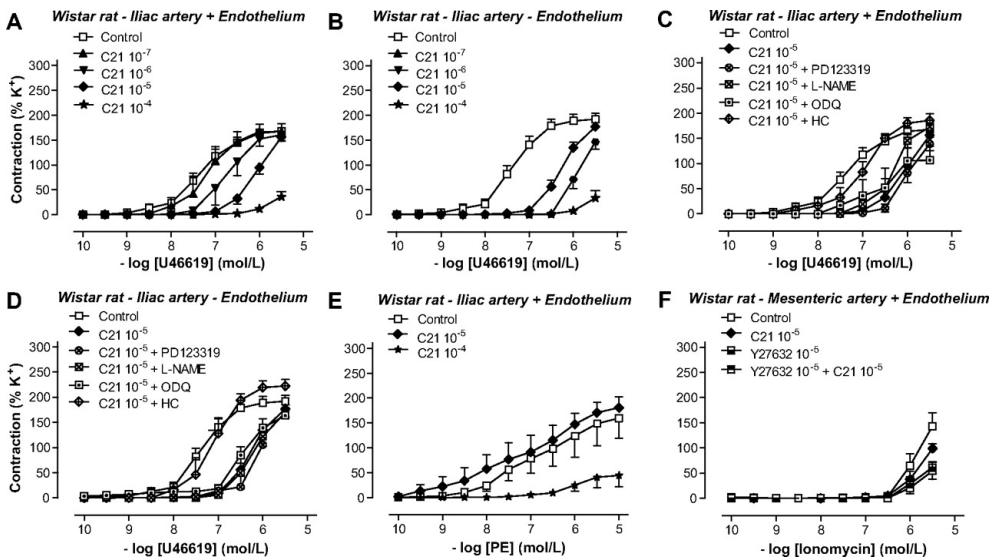 A
Wistar rat - Iliac artery + Endothelium
Control
C21 10⁻⁷
C21 10⁻⁶
C21 10⁻⁵
C21 10⁻⁴
Contraction (% K⁺)
300
250
200
150
100
50
0
10 9 8 7 6 5
- log [U46619] (mol/L)
B
Wistar rat - Iliac artery - Endothelium
Control
C21 10⁻⁷
C21 10⁻⁶
C21 10⁻⁵
C21 10⁻⁴
300
250
200
150
100
50
0
10 9 8 7 6 5
- log [U46619] (mol/L)
C
Wistar rat - Iliac artery + Endothelium
Control
C21 10⁻⁵
C21 10⁻⁵ + PD123319
C21 10⁻⁵ + L-NAME
C21 10⁻⁵ + ODQ
C21 10⁻⁵ + HC
300
250
200
150
100
50
0
10 9 8 7 6 5
- log [U46619] (mol/L)
D
Wistar rat - Iliac artery - Endothelium
Control
C21 10⁻⁵
C21 10⁻⁵ + PD123319
C21 10⁻⁵ + L-NAME
C21 10⁻⁵ + ODQ
C21 10⁻⁵ + HC
Contraction (% K⁺)
300
250
200
150
100
50
0
10 9 8 7 6 5
- log [U46619] (mol/L)
E
Wistar rat - Iliac artery + Endothelium
Control
C21 10⁻⁵
C21 10⁻⁴
300
250
200
150
100
50
0
10 9 8 7 6 5
- log [PE] (mol/L)
F
Wistar rat - Mesenteric artery + Endothelium
Control
C21 10⁻⁵
Y27632 10⁻⁵
Y27632 10⁻⁵ + C21 10⁻⁵
300
250
200
150
100
50
0
10 9 8 7 6 5
- log [Ionomycin] (mol/L)